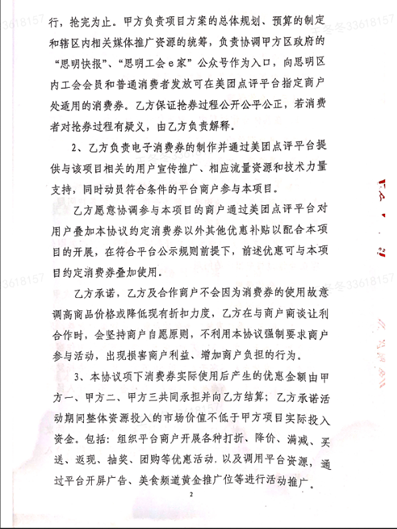 行，抢完为止。甲方负责项目方案的总体规划、预算的制定
和辖区内相关媒体推广资源的统筹，负责协调甲方区政府的
“思明快报”、“思明工会e家”公众号作为入口，向思明区
内工会会员和普通消费者发放可在美团点评平台指定商户
处适用的消费券。乙方保证抢券过程公开公平公正，若消费
者对抢券过程有疑义，由乙方负责解释。
2、乙方负责电子消费券的制作并通过美团点评平台提
供与该项目相关的用户宣传推广、相应流量资源和技术力量
支持，同时动员符合条件的平台商户参与本项目。
乙方愿意协调参与本项目的商户通过美团点评平台对
用户叠加本协议约定消费券以外其他优惠补贴以配合本项
目的开展，在符合平台公示规则前提下，前述优惠可与本项
目约定消费券叠加使用。
乙方承诺，乙方及合作商户不会因为消费券的使用故意
调高商品价格或降低现有折扣力度，乙方在与商户商谈让利
合作时，会坚持商户自愿原则，不利用本协议强制要求商户
参与活动，出现损害商户利益、增加商户负担的行为。
3、本协议项下消费券实际使用后产生的优惠金额由甲
方一、甲方二、甲方三共同承担并向乙方结算；乙方承诺活
动期间整体资源投入的市场价值不低于甲方项目实际投入
资金。包括：组织平台商户开展各种打折、降价、满减、买
送、返现、抽奖、团购等优惠活动，以及调用平台资源，通
过平台开屏广告、美食频道黄金推广位等进行活动推广。
2